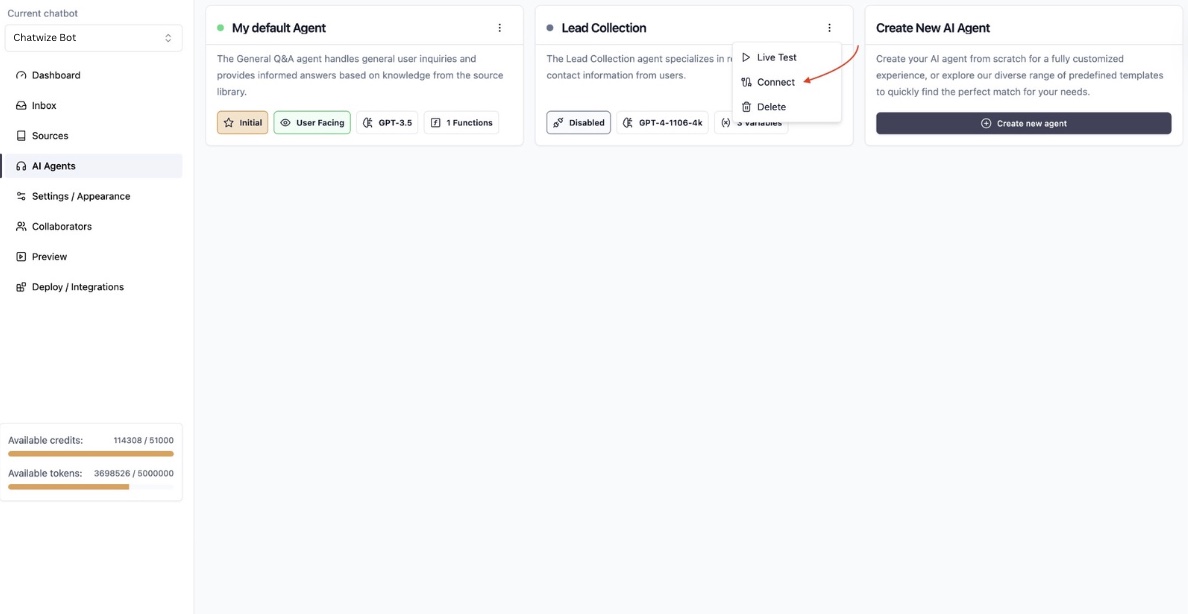 Current chatbot
Chatwize Bot
Dashboard
Inbox
Sources
AI Agents
Settings / Appearance
Collaborators
Preview
Deploy / Integrations
Available credits: 114308 / 51000
Available tokens: 3698526 / 5000000
My default Agent
The General Q&A agent handles general user inquiries and
provides informed answers based on knowledge from the source
library.
Initial User Facing GPT-3.5 1 Functions
Lead Collection
The Lead Collection agent specializes in
contact information from users.
Disabled GPT-4-1106-4k 3 Variables
Live Test
Connect
Delete
Create New AI Agent
Create your AI agent from scratch for a fully customized
experience, or explore our diverse range of predefined templates
to quickly find the perfect match for your needs.
Create new agent